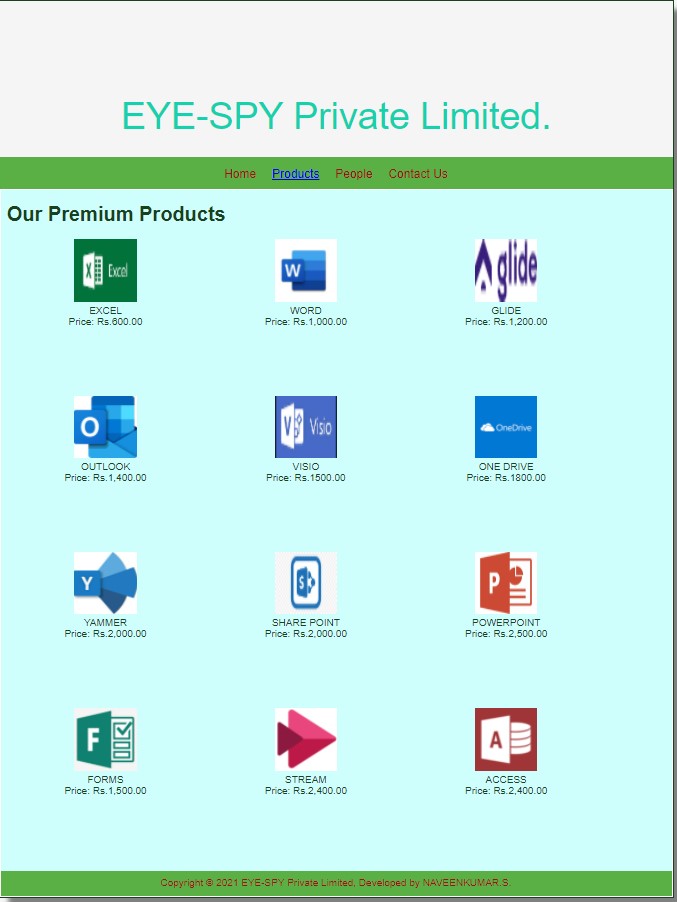 EYE-SPY Private Limited.
Home Products People Contact Us
Our Premium Products
X Excel W glide
EXCEL WORD GLIDE
Price: Rs.600.00 Price: Rs.1,000.00 Price: Rs.1,200.00
O V Visio OneDrive
OUTLOOK VISIO ONE DRIVE
Price: Rs.1,400.00 Price: Rs.1500.00 Price: Rs.1800.00
Y S P
YAMMER SHARE POINT POWERPOINT
Price: Rs.2,000.00 Price: Rs.2,000.00 Price: Rs.2,500.00
F A
FORMS STREAM ACCESS
Price: Rs.1,500.00 Price: Rs.2,400.00 Price: Rs.2,400.00
Copyright © 2021 EYE-SPY Private Limited, Developed by NAVEENKUMAR.S.